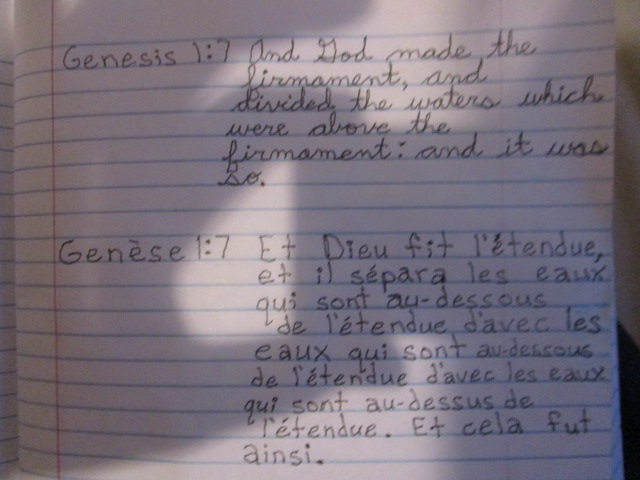 Genesis 1:7 And God made the
firmament, and
divided the waters which
were above the
firmament: and it was
so.
Genèse 1:7 Et Dieu fit l'étendue,
et il sépara les eaux
qui sont au-dessous
de l'étendue d'avec les
eaux qui sont au-dessous
de l'étendue d'avec les eaux
qui sont au-dessus de
l'étendue. Et cela fut
ainsi.